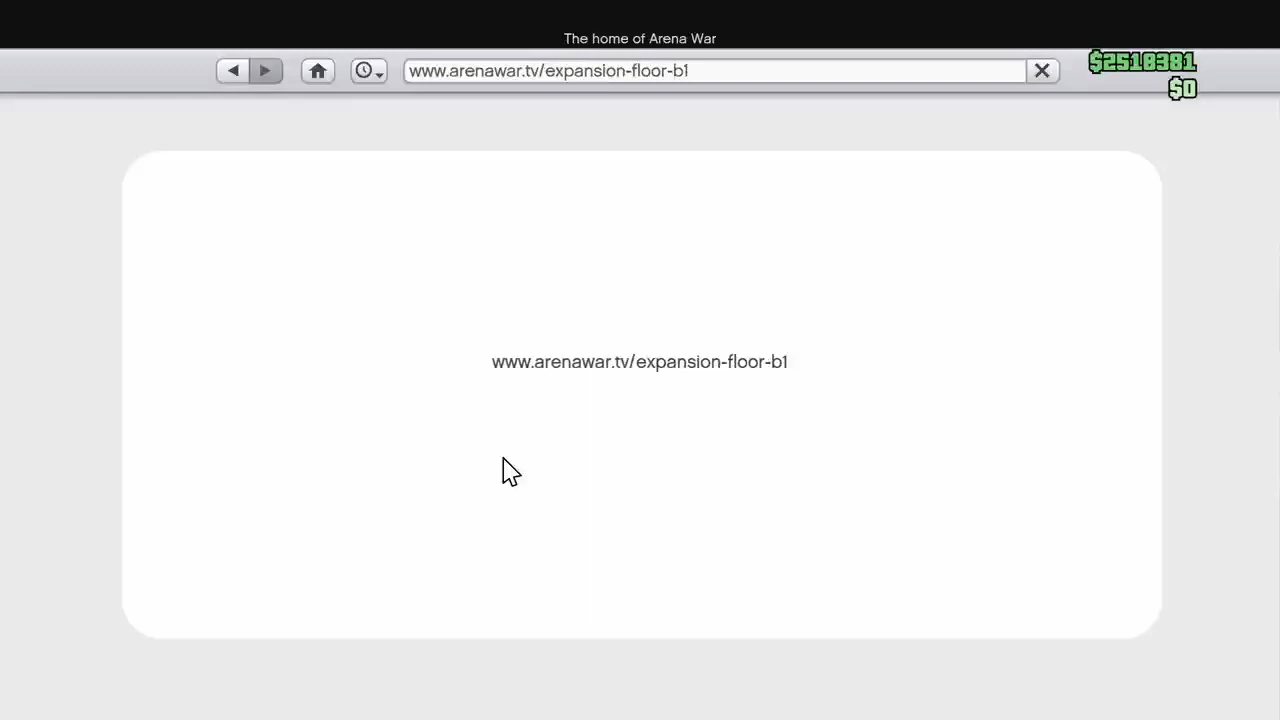 The home of Arena War
www.arenawar.tv/expansion-floor-b1
$2518381
$0
www.arenawar.tv/expansion-floor-b1